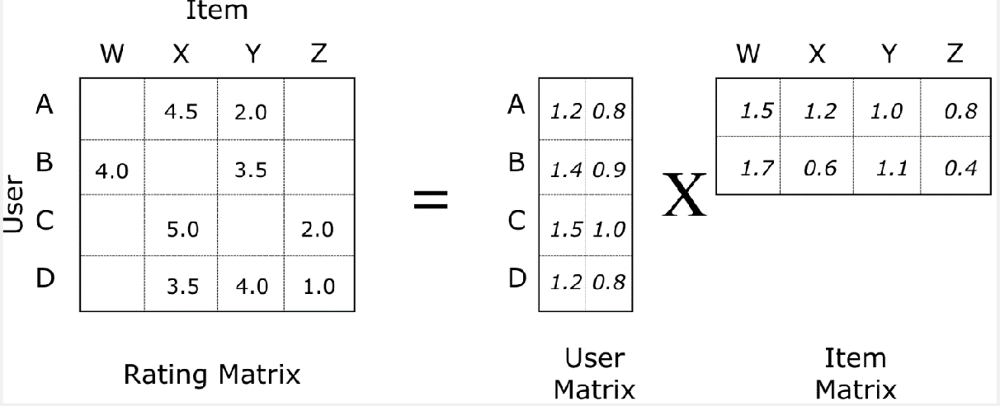 Item
W X Y Z W X Y Z
A 4.5 2.0 A 1.2 0.8 1.5 1.2 1.0 0.8
B 4.0 3.5 B 1.4 0.9 X 1.7 0.6 1.1 0.4
User
=
C 5.0 2.0 C 1.5 1.0
D 3.5 4.0 1.0 D 1.2 0.8
Rating Matrix
User
Matrix
Item
Matrix